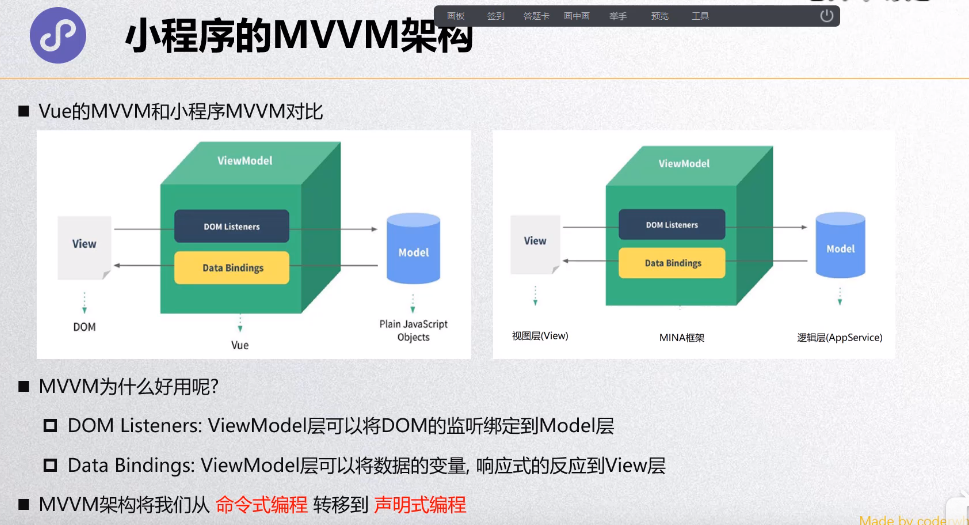 画板 签到 答题卡 画中画 举手 预览 工具
小程序的MVVM架构
Vue的MVVM和小程序MVVM对比
ViewModel
DOM Listeners
View
Model
Data Bindings
DOM
Plain JavaScript
Objects
Vue
ViewModel
DOM Listeners
View
Model
Data Bindings
视图层(View)
MINA框架
逻辑层(AppService)
MVVM为什么好用呢?
DOM Listeners: ViewModel层可以将DOM的监听绑定到Model层
Data Bindings: ViewModel层可以将数据的变量, 响应式的反应到View层
MVVM架构将我们从 命令式编程 转移到 声明式编程
Made by